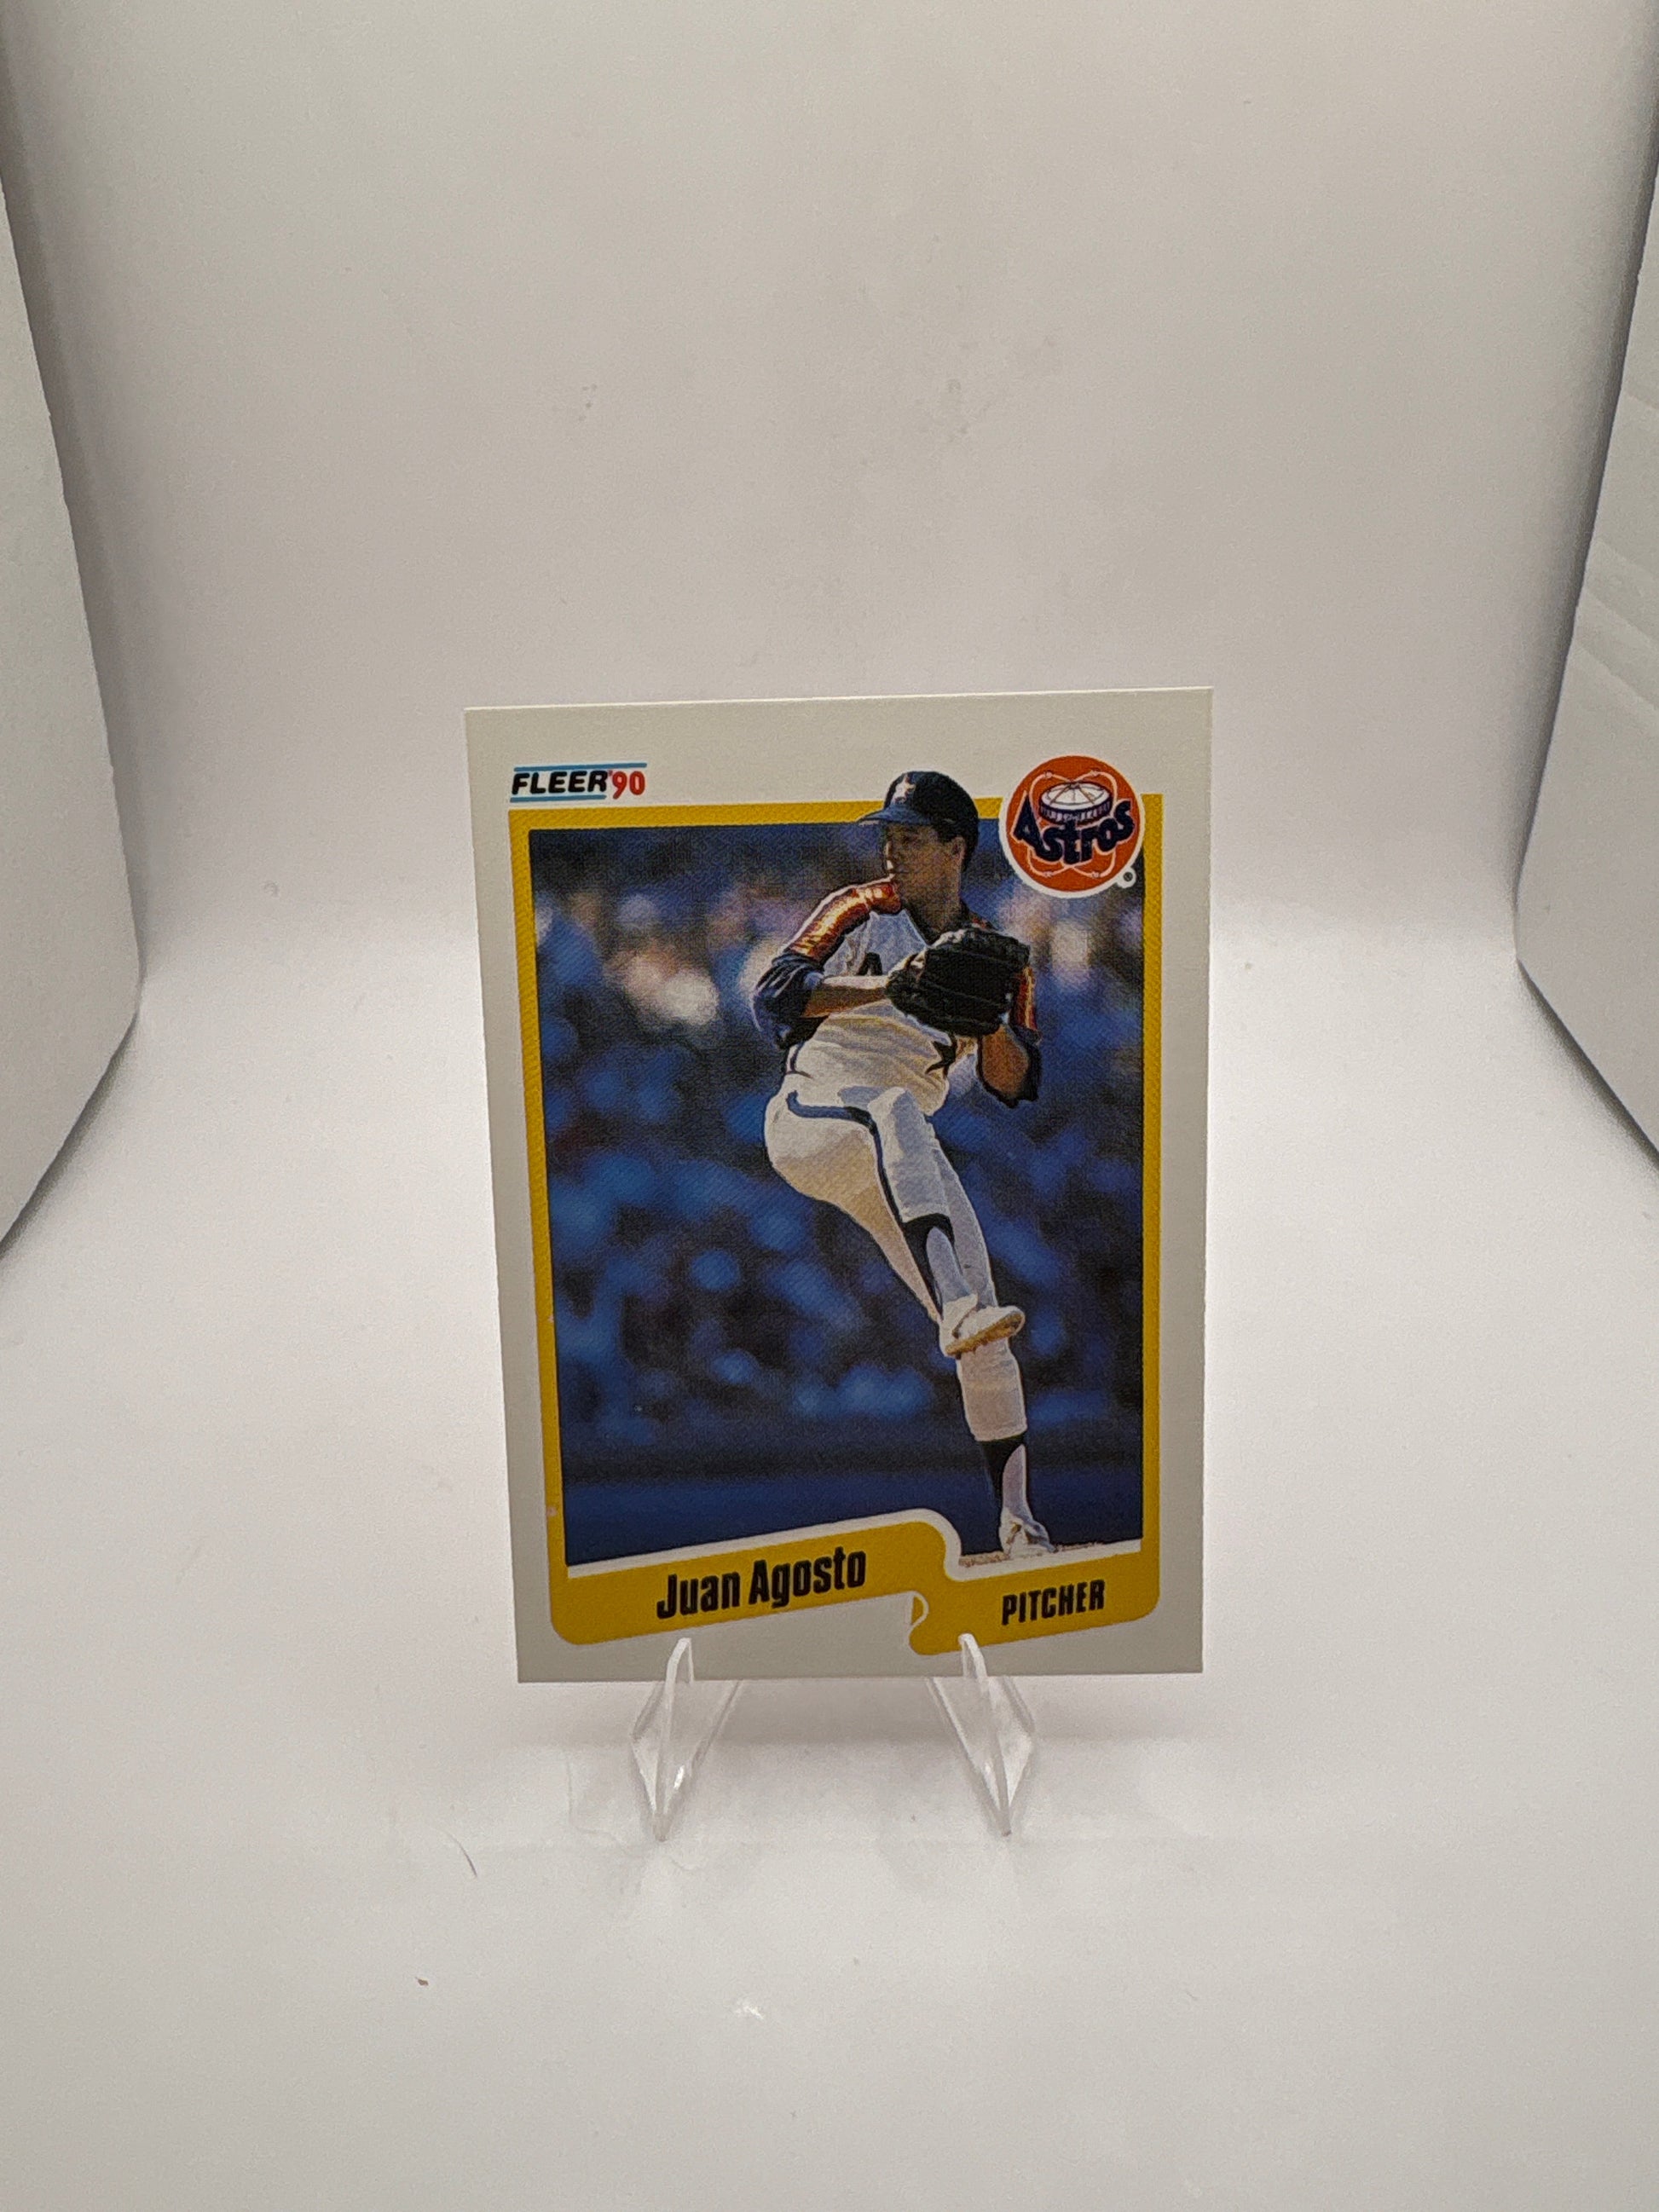 FLEER '90
Astros
®
A
Juan Agosto
PITCHER